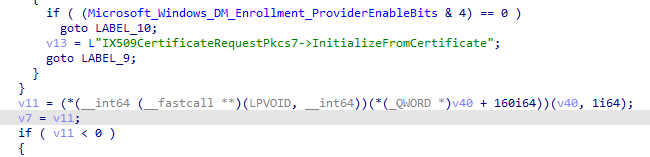 {
if ( (Microsoft_Windows_DM_Enrollment_ProviderEnableBits & 4) == 0 )
goto LABEL_10;
v13 = L"IX509CertificateRequestPkcs7->InitializeFromCertificate";
goto LABEL_9;
}
}
v11 = (*(__int64 (__fastcall **)(LPVOID, __int64))(*(_QWORD *)v40 + 160i64))(v40, 1i64);
v7 = v11;
if ( v11 < 0 )
{